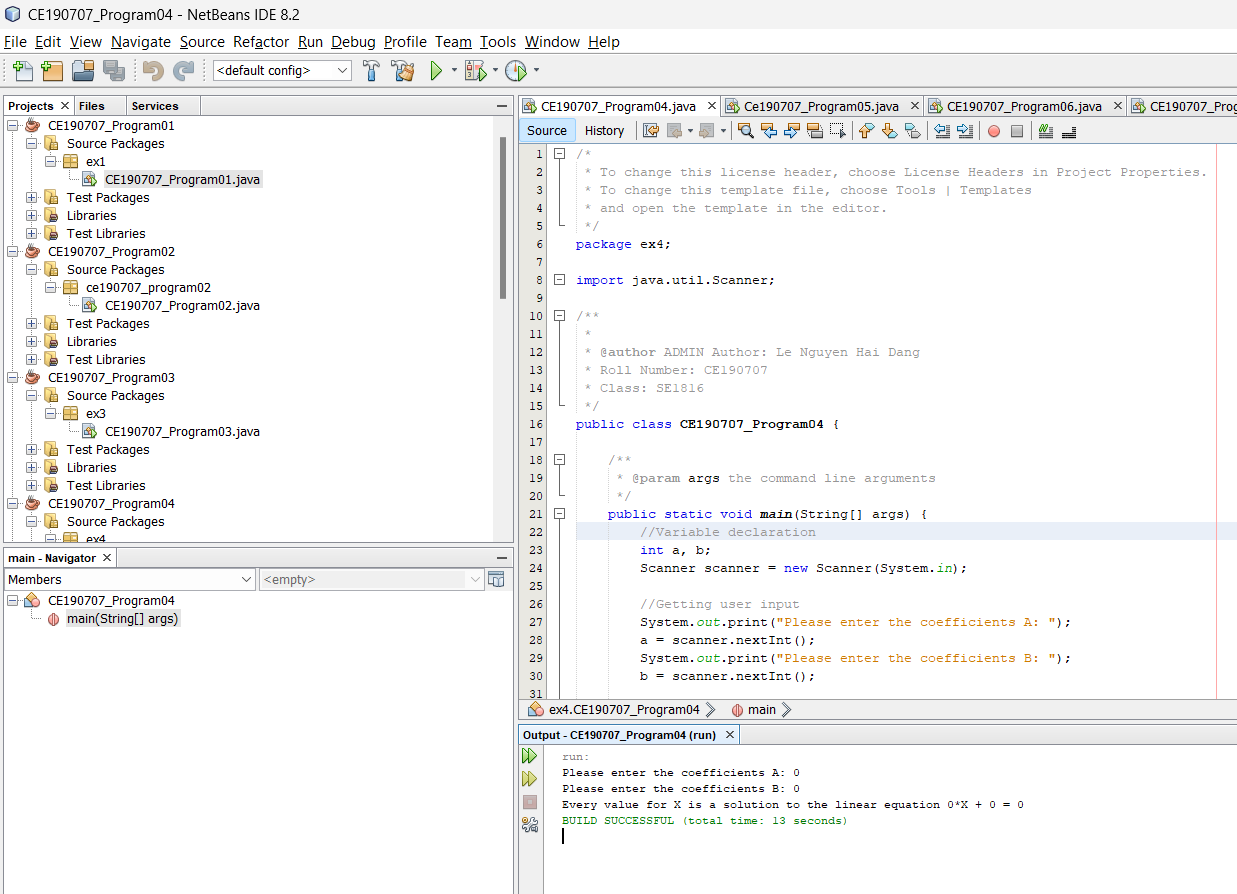 CE190707_Program04 - NetBeans IDE 8.2
File Edit View Navigate Source Refactor Run Debug Profile Team Tools Window Help
<default config>
Projects Files Services
CE190707_Program01
Source Packages
ex1
CE190707_Program01.java
Test Packages
Libraries
Test Libraries
CE190707_Program02
Source Packages
ce190707_program02
CE190707_Program02.java
Test Packages
Libraries
Test Libraries
CE190707_Program03
Source Packages
ex3
CE190707_Program03.java
Test Packages
Libraries
Test Libraries
CE190707_Program04
Source Packages
ex4
main - Navigator
Members
<empty>
CE190707_Program04
main(String[] args)
CE190707_Program04.java Ce190707_Program05.java CE190707_Program06.java CE190707_Prog
Source History
1 /*
2 * To change this license header, choose License Headers in Project Properties.
3 * To change this template file, choose Tools | Templates
4 * and open the template in the editor.
5 */
6 package ex4;
7
8 import java.util.Scanner;
9
10 /**
11 *
12 * @author ADMIN Author: Le Nguyen Hai Dang
13 * Roll Number: CE190707
14 * Class: SE1816
15 */
16 public class CE190707_Program04 {
17
18 /**
19 * @param args the command line arguments
20 */
21 public static void main(String[] args) {
22 //Variable declaration
23 int a, b;
24 Scanner scanner = new Scanner(System.in);
25
26 //Getting user input
27 System.out.print("Please enter the coefficients A: ");
28 a = scanner.nextInt();
29 System.out.print("Please enter the coefficients B: ");
30 b = scanner.nextInt();
31
ex4.CE190707_Program04 main
Output - CE190707_Program04 (run)
run:
Please enter the coefficients A: 0
Please enter the coefficients B: 0
Every value for X is a solution to the linear equation 0*X + 0 = 0
BUILD SUCCESSFUL (total time: 13 seconds)